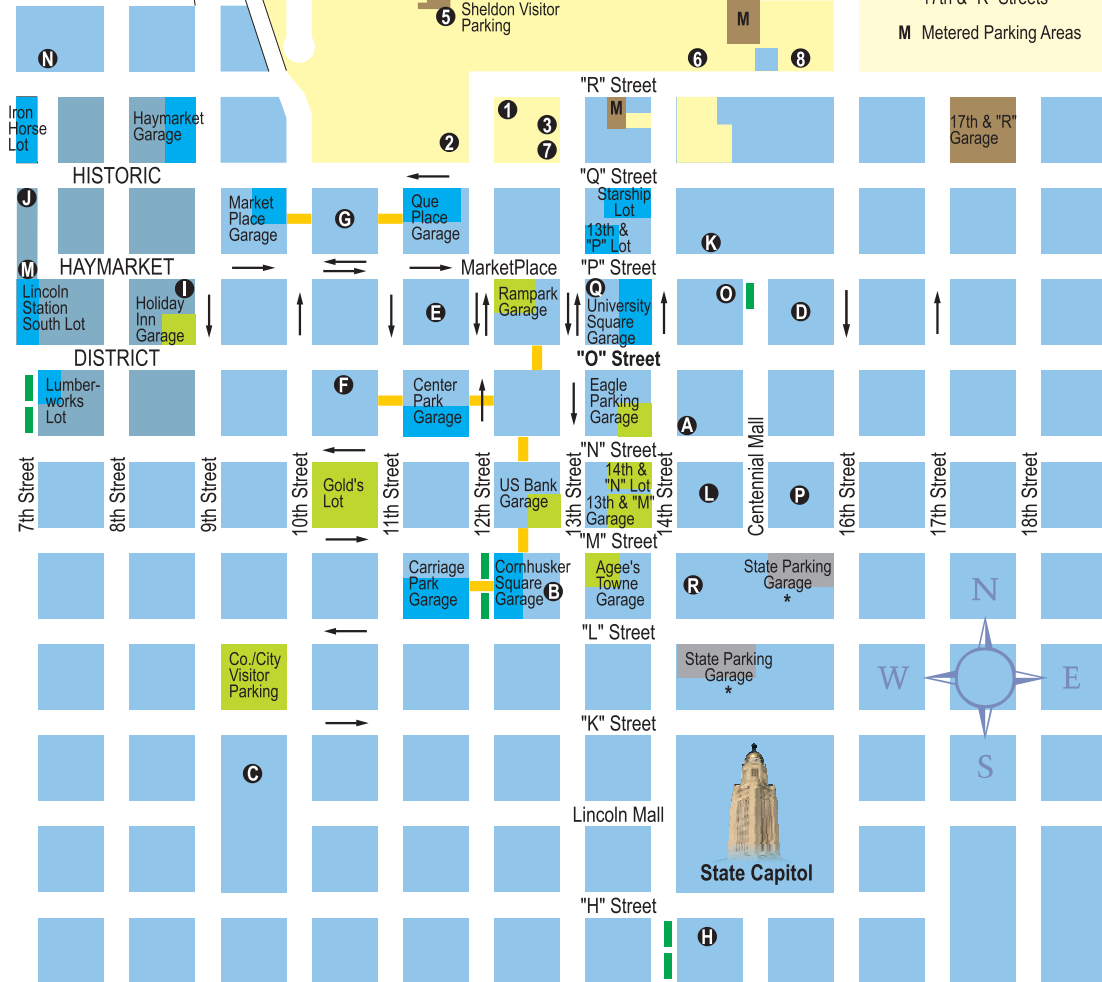 Sheldon Visitor
Parking
5
M
17th & "R" Streets
M Metered Parking Areas
N
6
8
"R" Street
Iron
Horse
Lot
Haymarket
Garage
1
2
3
7
M
17th & "R"
Garage
HISTORIC
"Q" Street
J
Market
Place
Garage
G
Que
Place
Garage
Starship
Lot
13th &
"P" Lot
K
M
HAYMARKET
MarketPlace
"P" Street
Lincoln
Station
South Lot
I
Holiday
Inn
Garage
E
Rampark
Garage
Q
University
Square
Garage
O
D
DISTRICT
"O" Street
Lumber-
works
Lot
F
Center
Park
Garage
Eagle
Parking
Garage
A
"N" Street
7th Street
8th Street
9th Street
10th Street
11th Street
12th Street
13th Street
14th Street
Centennial Mall
16th Street
17th Street
18th Street
Gold's
Lot
US Bank
Garage
14th &
"N" Lot
13th & "M"
Garage
L
P
"M" Street
Carriage
Park
Garage
Cornhusker
Square
Garage
B
Agee's
Towne
Garage
R
State Parking
Garage
*
"L" Street
Co./City
Visitor
Parking
State Parking
Garage
*
N
W
E
S
"K" Street
C
Lincoln Mall
State Capitol
"H" Street
H